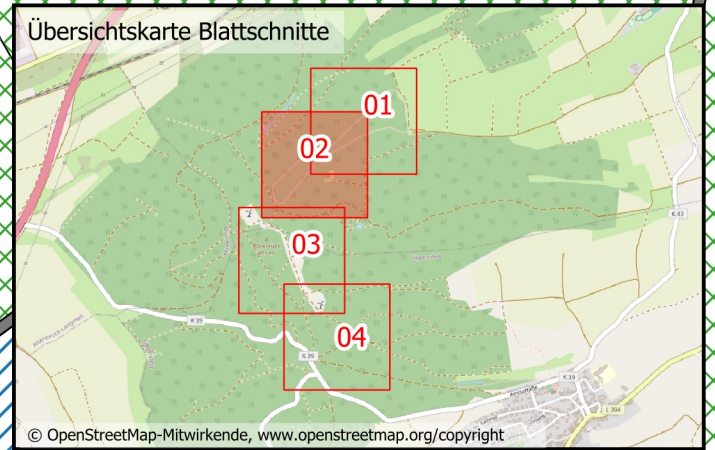 Übersichtskarte Blattschnitte
01
02
K 43
03
K 39
04
K 39
K 39
L 394
© OpenStreetMap-Mitwirkende, www.openstreetmap.org/copyright